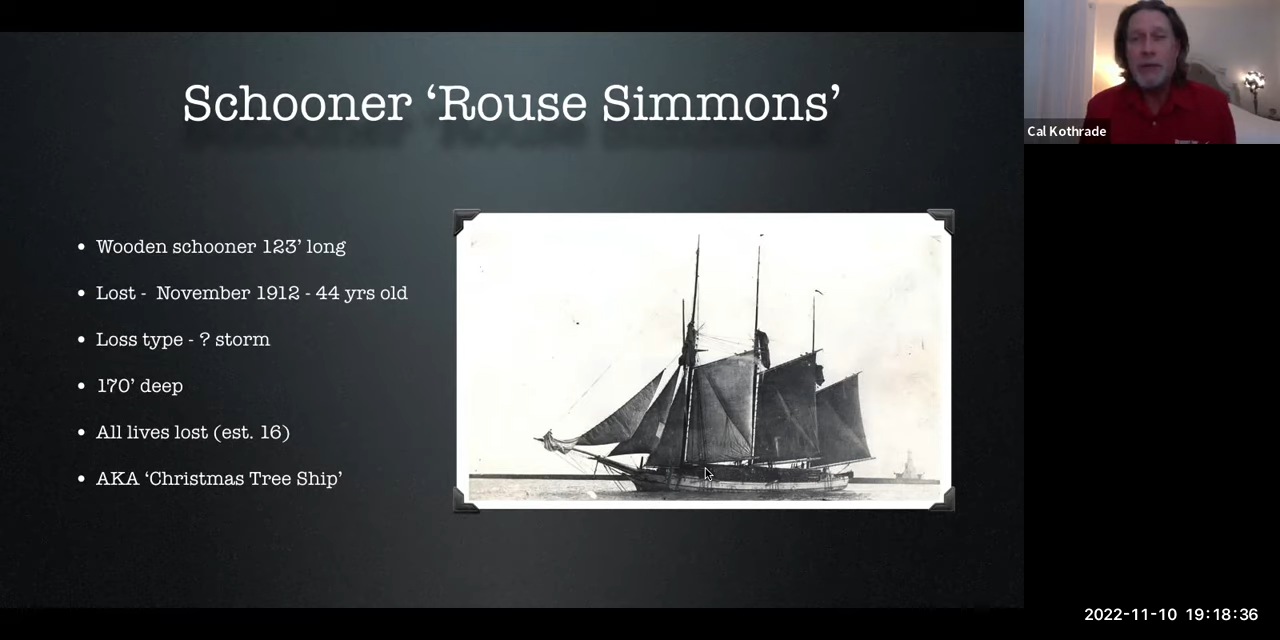 Schooner ‘Rouse Simmons’
• Wooden schooner 123’ long
• Lost - November 1912 - 44 yrs old
• Loss type - ? storm
• 170’ deep
• All lives lost (est. 16)
• AKA ‘Christmas Tree Ship’
Cal Kothrade
2022-11-10 19:18:36